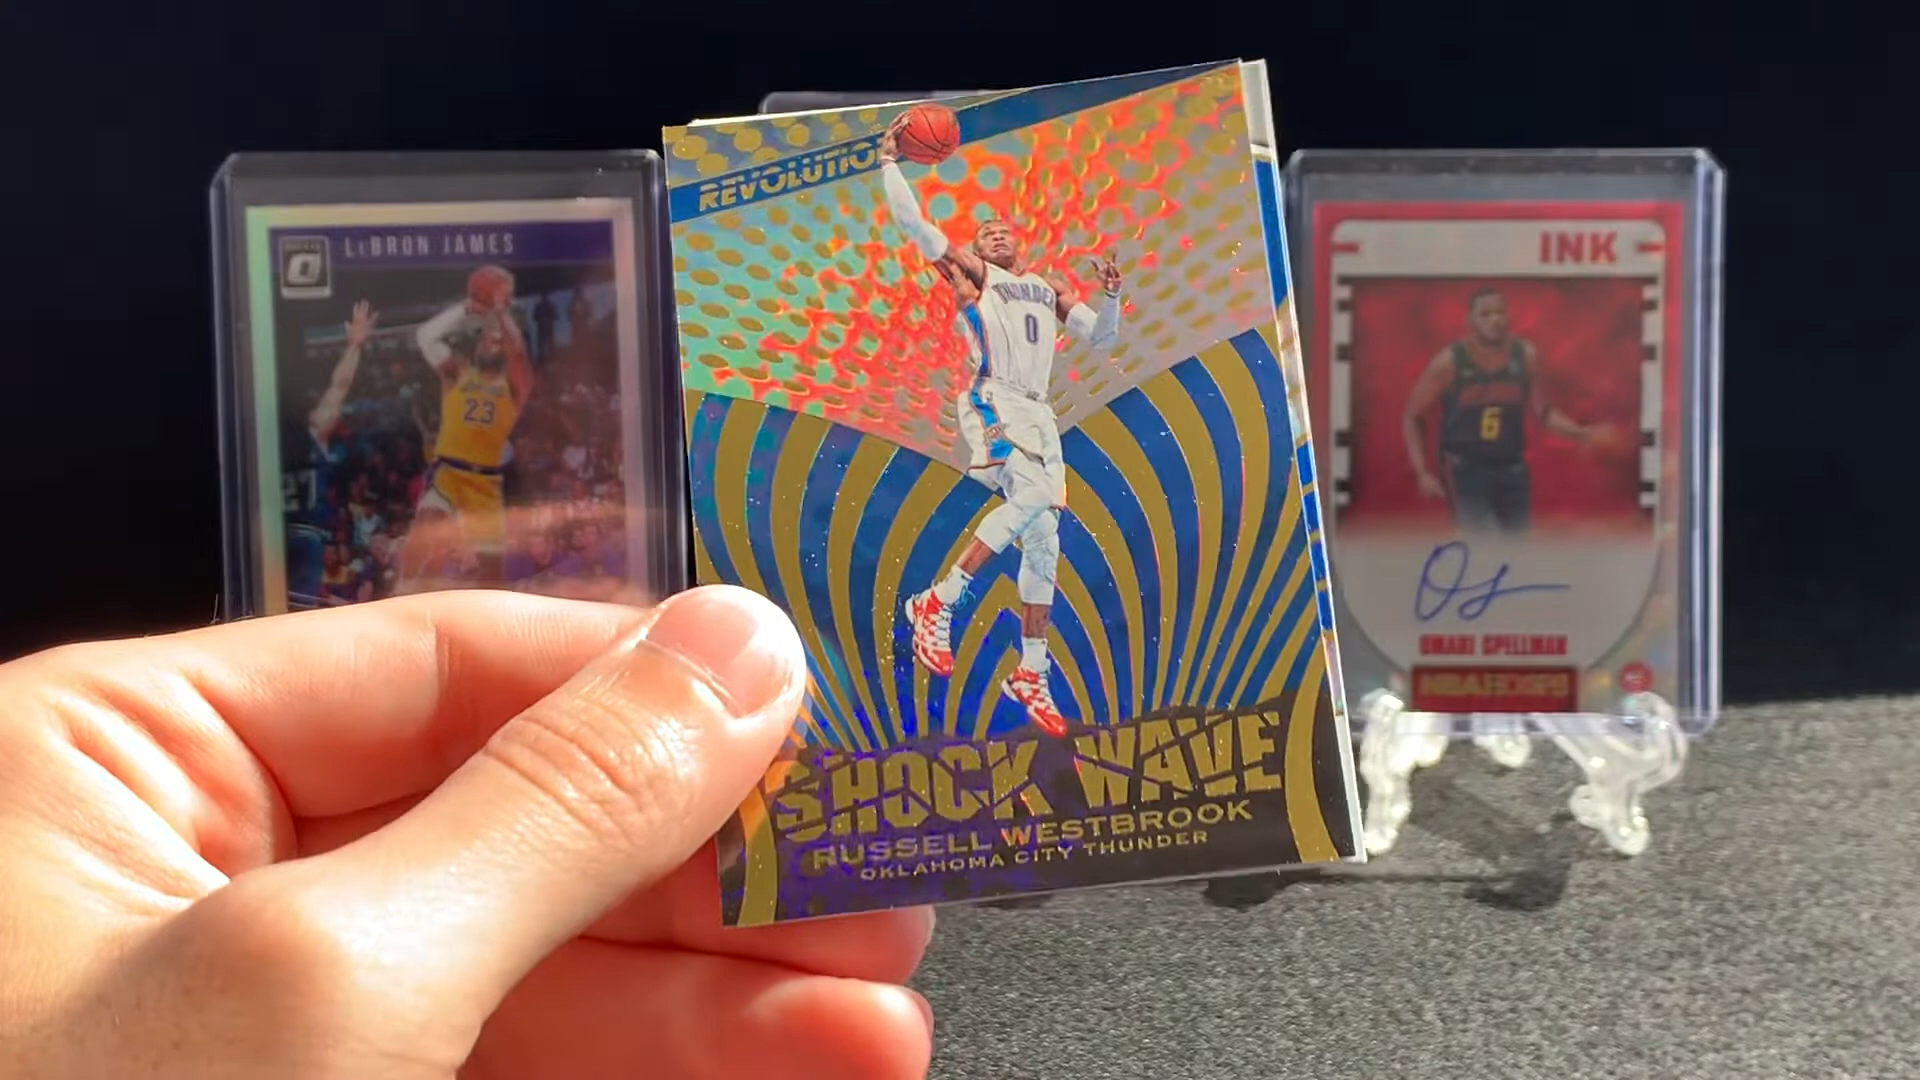 LEBRON JAMES
23
27
REVOLUTION
THUNDER
0
SHOCK WAVE
RUSSELL WESTBROOK
OKLAHOMA CITY THUNDER
INK
6
OMARI SPELLMAN
NBA HOOPS